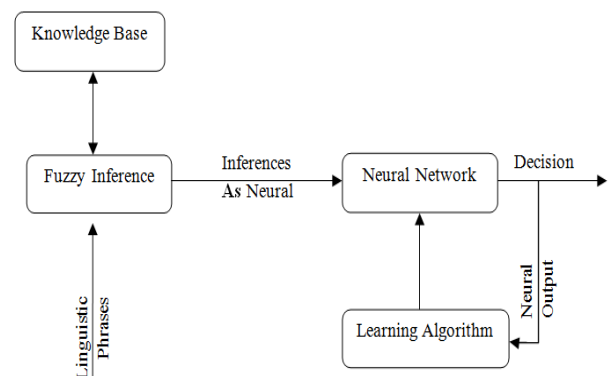 Knowledge Base
Fuzzy Inference
Inferences
As Neural
Neural Network
Decision
Linguistic
Phrases
Neural
Output
Learning Algorithm